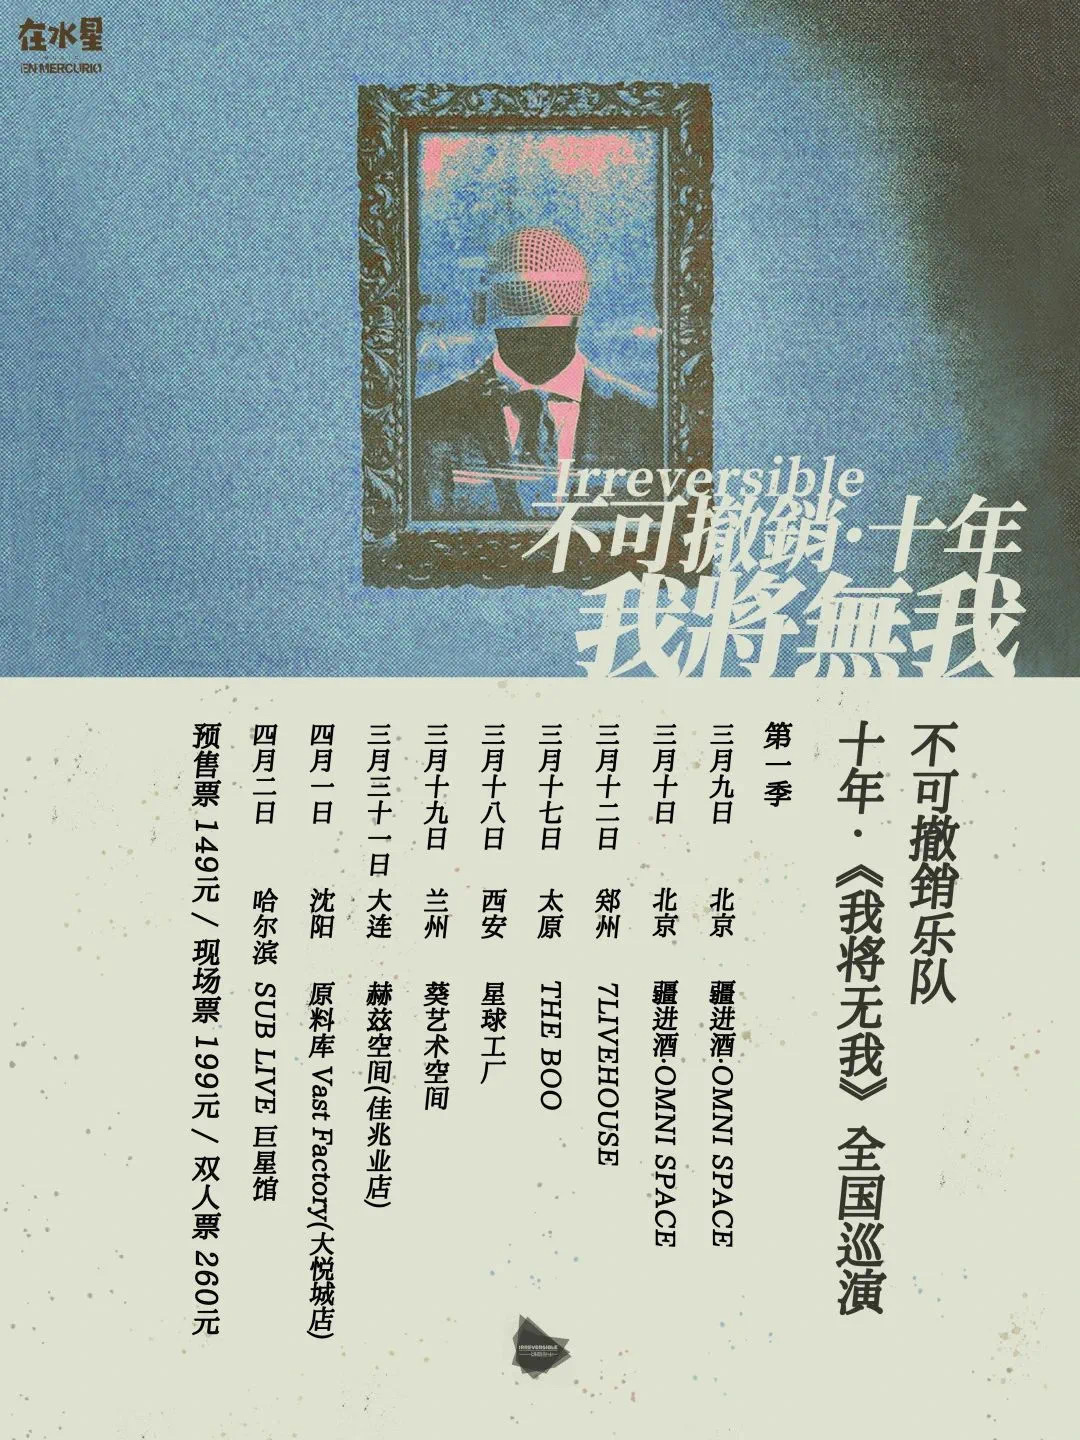 在水星
EN MERCURIO
Irreversible
不可撤銷·十年
我將無我
不可撤销乐队
十年·《我将无我》 全国巡演
第一季
三月九日 北京 疆进酒·OMNI SPACE
三月十日 北京 疆进酒·OMNI SPACE
三月十二日 郑州 7LIVEHOUSE
三月十七日 太原 THE BOO
三月十八日 西安 星球工厂
三月十九日 兰州 葵艺术空间
三月三十一日 大连 赫兹空间(佳兆业店)
四月一日 沈阳 原料库 Vast Factory(大悦城店)
四月二日 哈尔滨 SUB LIVE 巨星馆
预售票 149元 / 现场票 199元 / 双人票 260元
IRREVERSIBLE